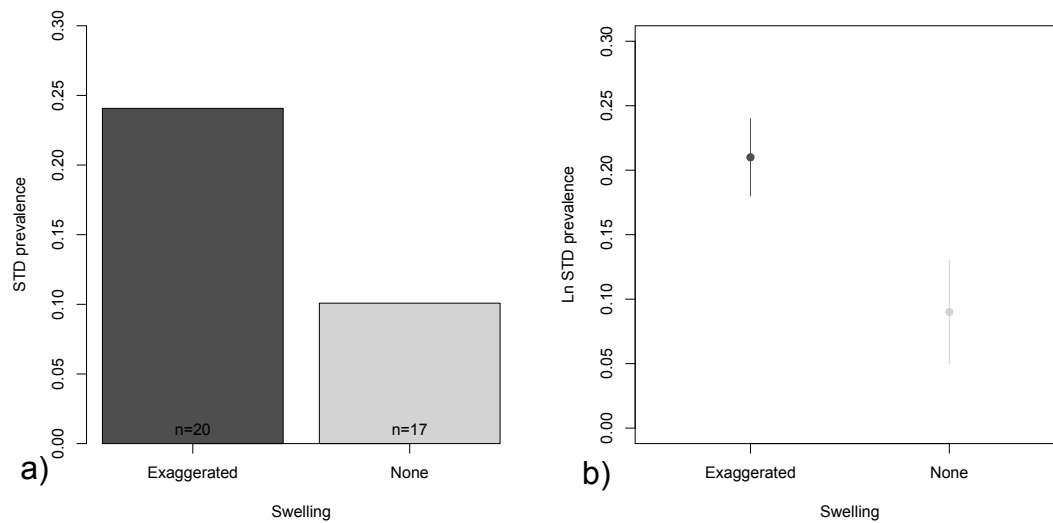 0.30
0.25
0.20
0.15
0.10
0.05
0.00
STD prevalence
n=20
n=17
Exaggerated
None
Swelling
a)
0.30
0.25
0.20
0.15
0.10
0.05
0.00
Ln STD prevalence
Exaggerated
None
Swelling
b)